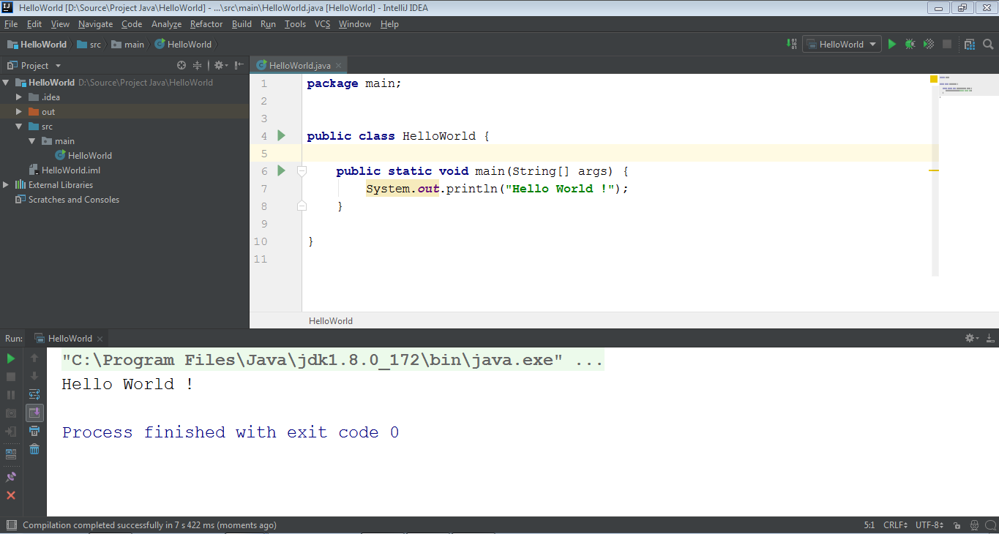 HelloWorld [D:\Source\Project Java\HelloWorld] - ...\src\main\HelloWorld.java [HelloWorld] - IntelliJ IDEA
File Edit View Navigate Code Analyze Refactor Build Run Tools VCS Window Help
HelloWorld src main HelloWorld HelloWorld
Project HelloWorld.java
HelloWorld D:\Source\Project Java\HelloWorld
.idea
out
src
main
HelloWorld
HelloWorld.iml
External Libraries
Scratches and Consoles
1 package main;
2
3
4 public class HelloWorld {
5
6 public static void main(String[] args) {
7 System.out.println("Hello World !");
8 }
9
10 }
11
HelloWorld
Run: HelloWorld
"C:\Program Files\Java\jdk1.8.0_172\bin\java.exe" ...
Hello World !
Process finished with exit code 0
Compilation completed successfully in 7 s 422 ms (moments ago) 5:1 CRLF UTF-8